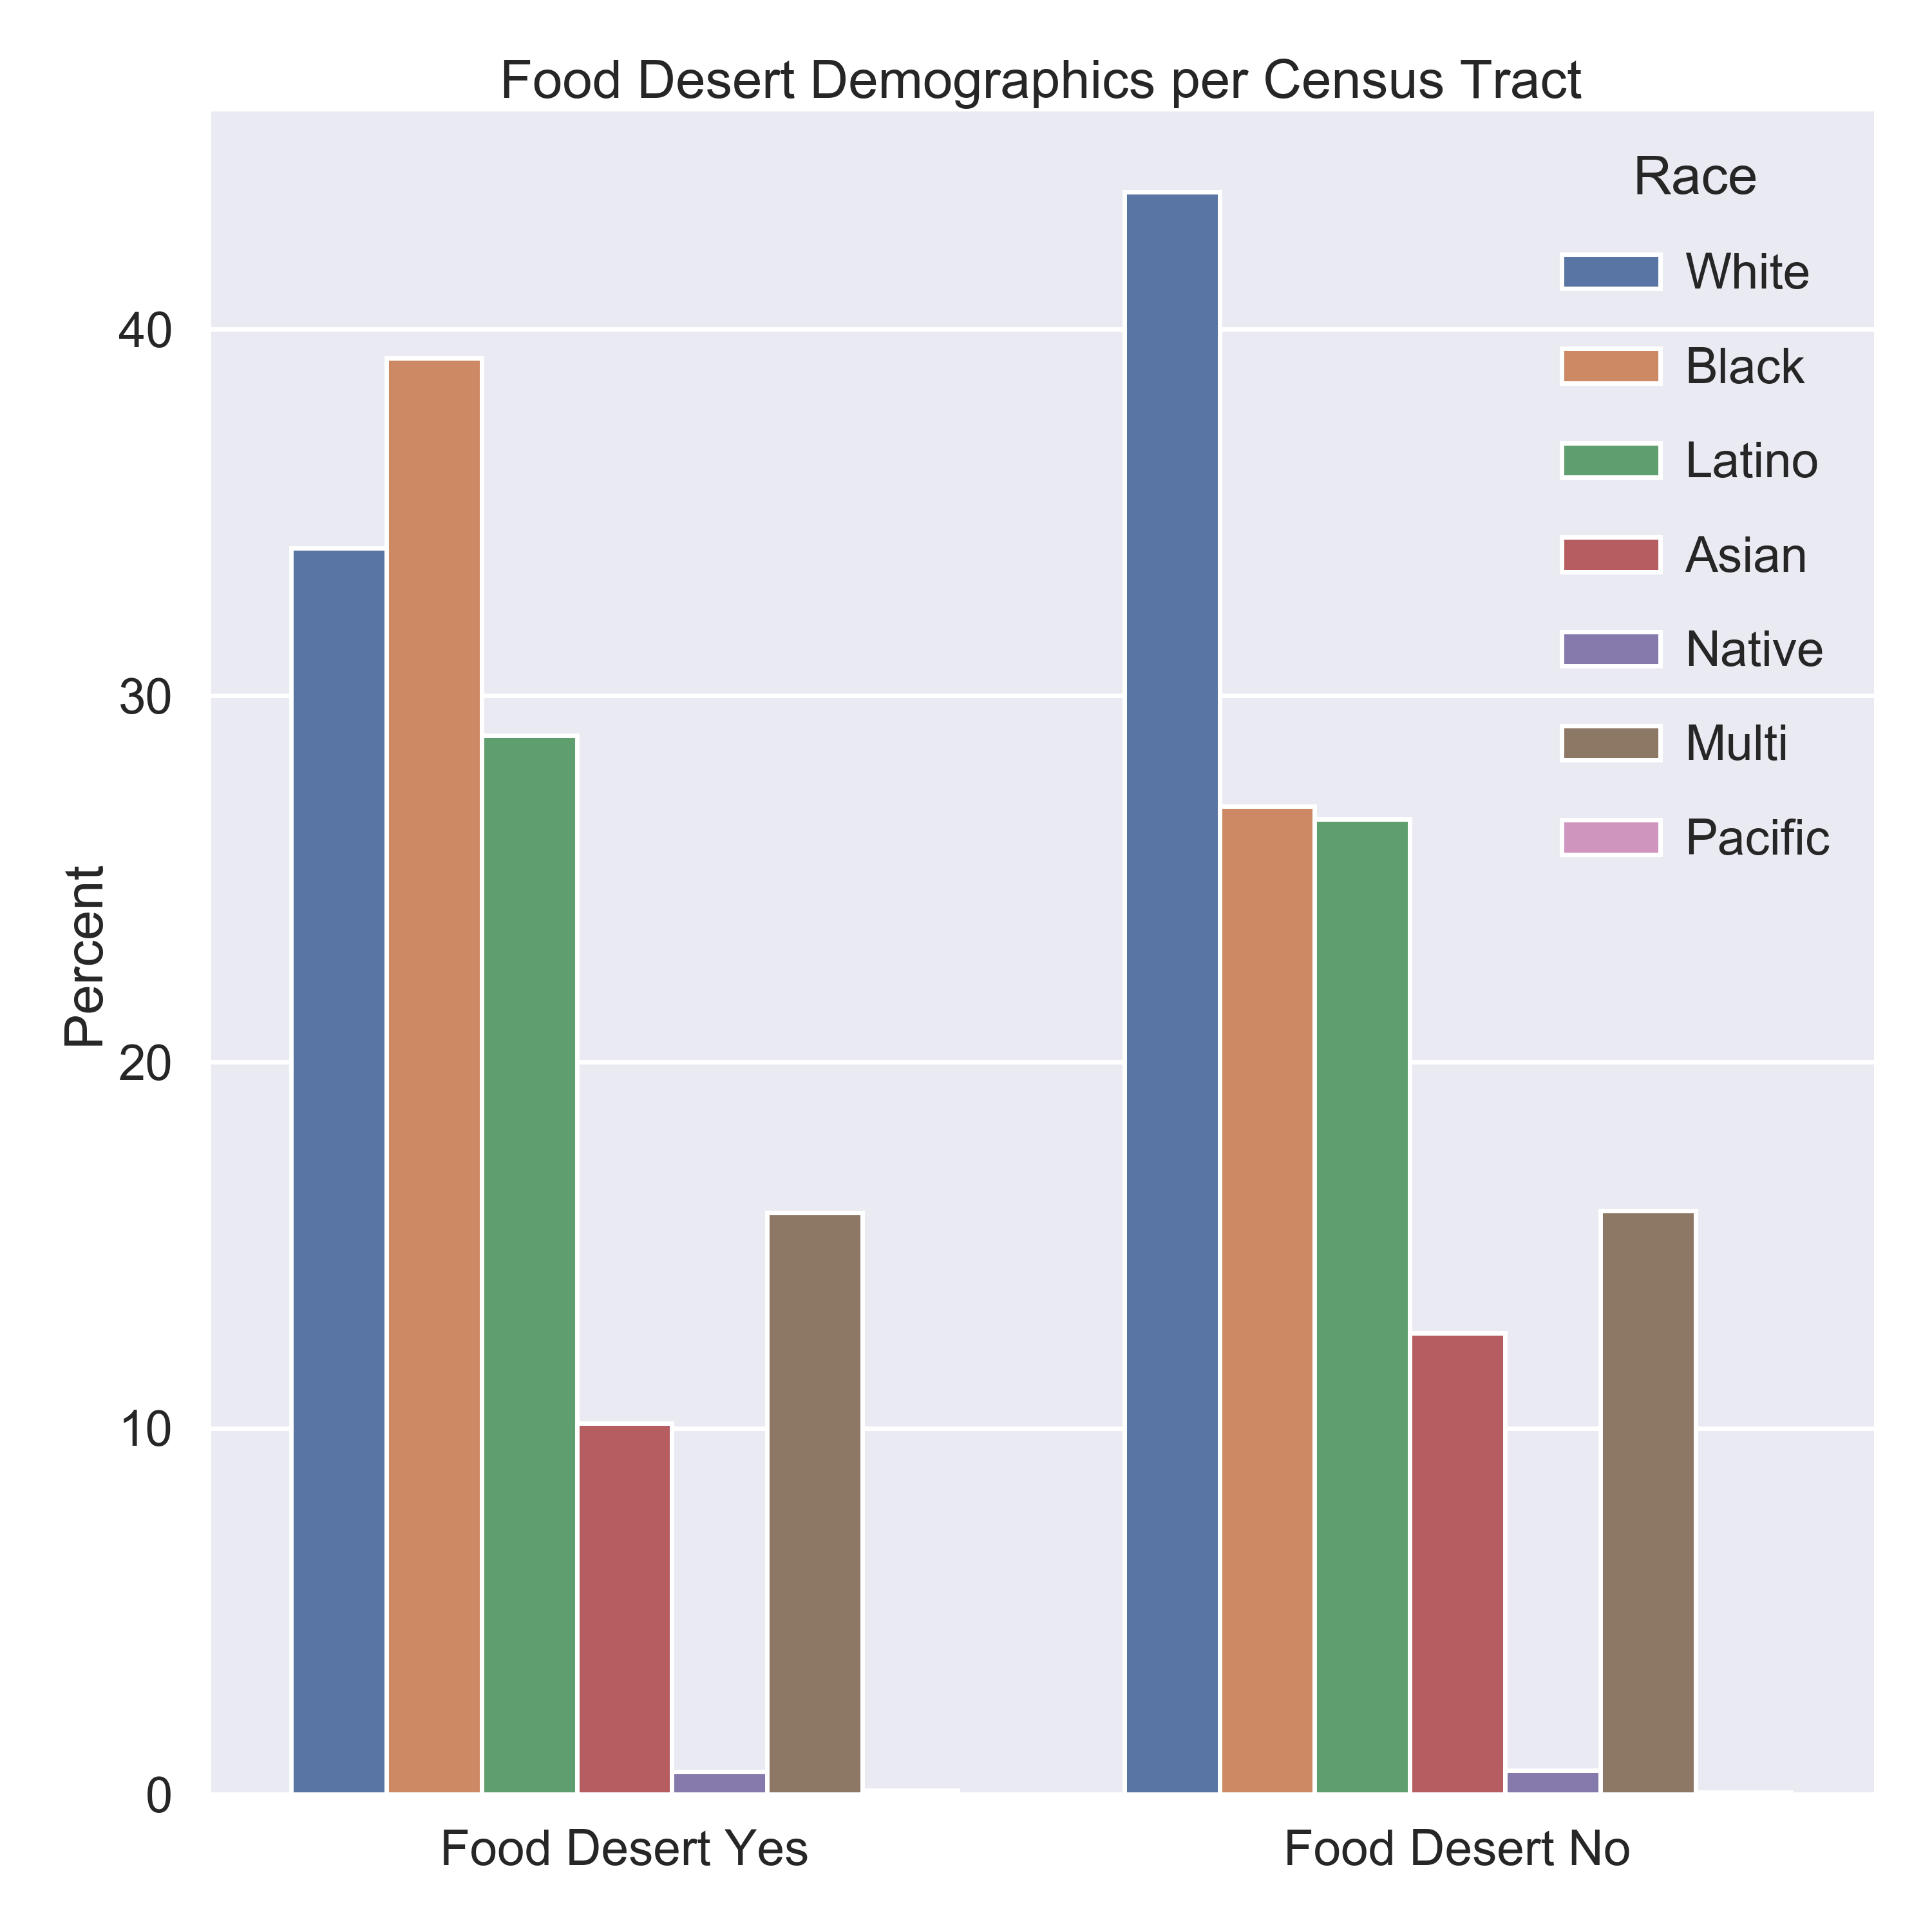 Food Desert Demographics per Census Tract
Race
White
Black
Latino
Asian
Native
Multi
Pacific
Percent
40
30
20
10
0
Food Desert Yes
Food Desert No